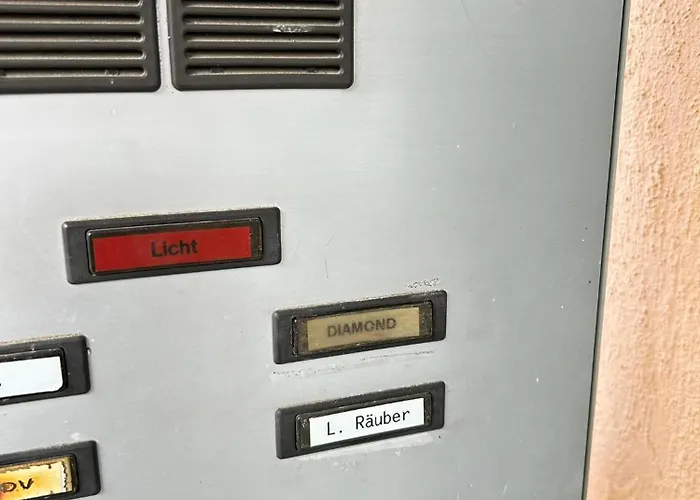 Licht
DIAMOND
L. Räuber
D.V